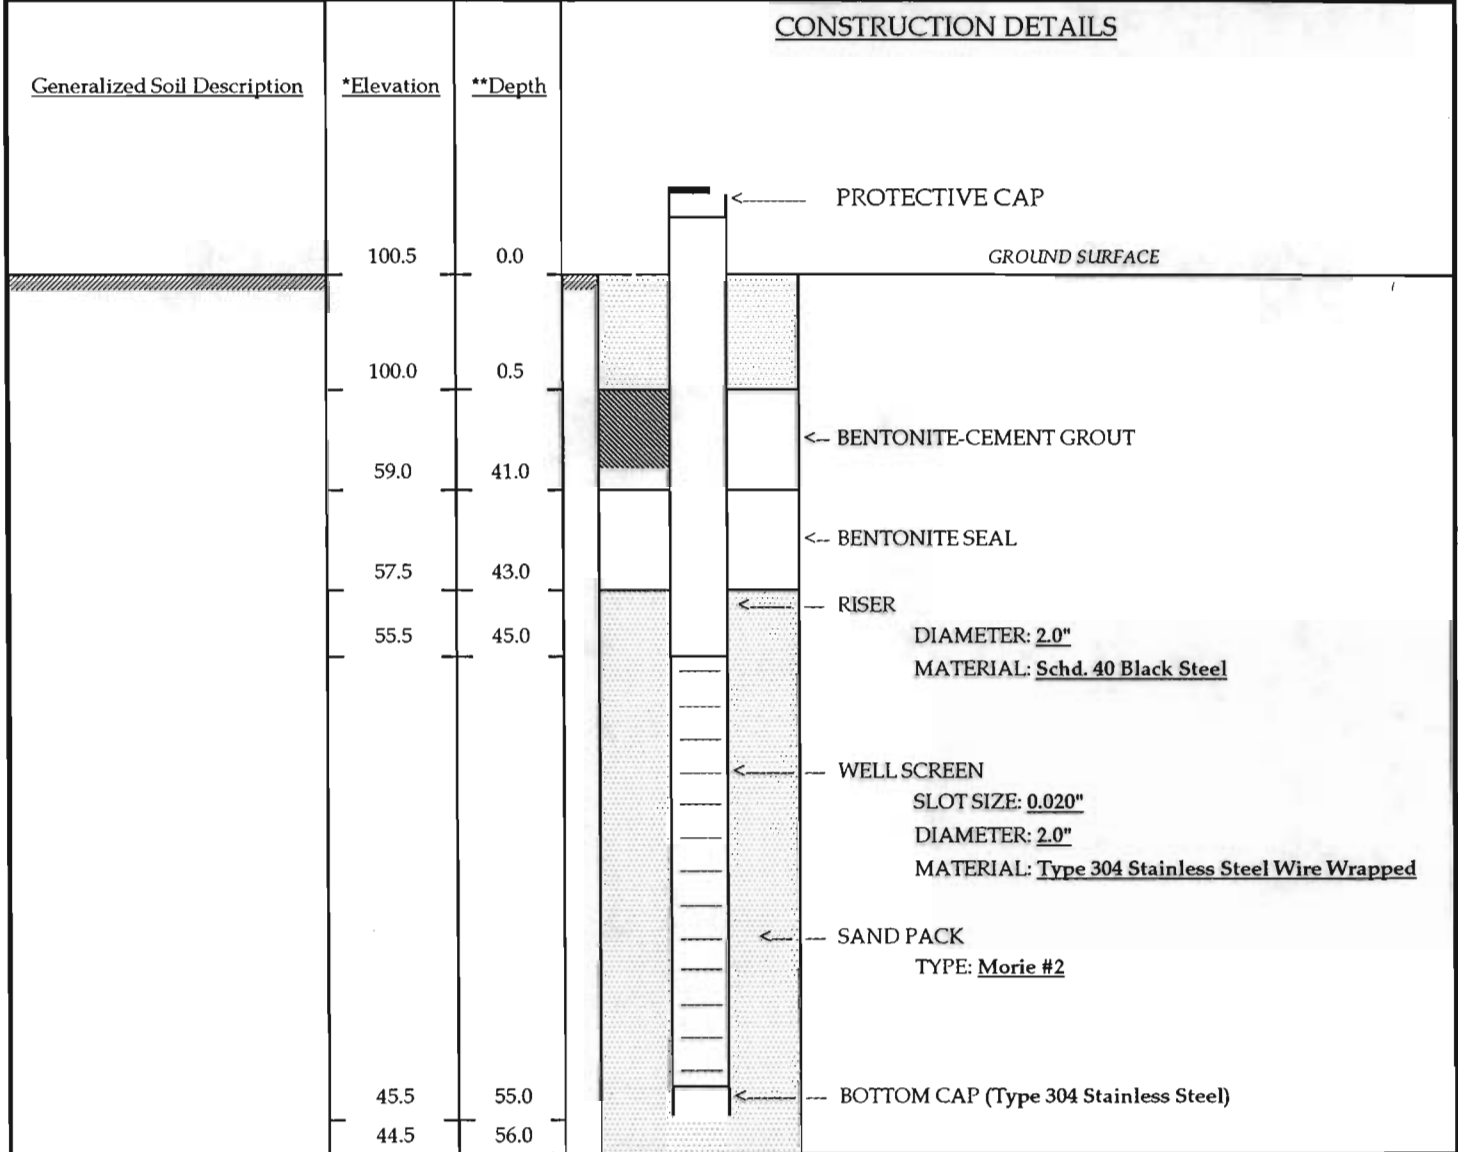 CONSTRUCTION DETAILS
Generalized Soil Description *Elevation **Depth
PROTECTIVE CAP
100.5 0.0 GROUND SURFACE
100.0 0.5
BENTONITE-CEMENT GROUT
59.0 41.0
BENTONITE SEAL
57.5 43.0
RISER
55.5 45.0 DIAMETER: 2.0"
MATERIAL: Schd. 40 Black Steel
WELL SCREEN
SLOT SIZE: 0.020"
DIAMETER: 2.0"
MATERIAL: Type 304 Stainless Steel Wire Wrapped
SAND PACK
TYPE: Morie #2
45.5 55.0 BOTTOM CAP (Type 304 Stainless Steel)
44.5 56.0